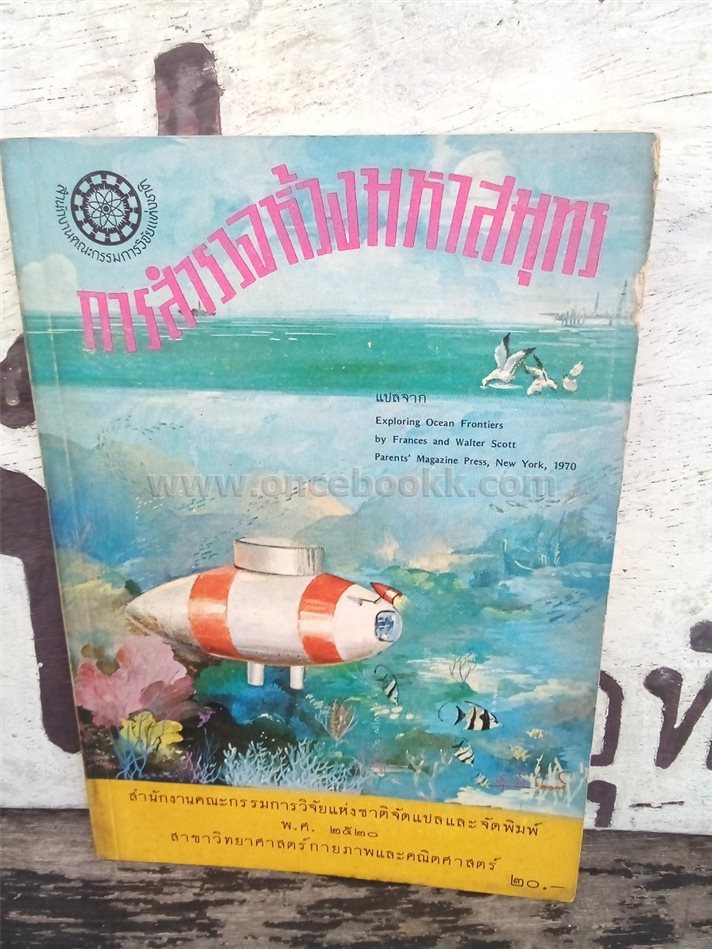 สำนักงานคณะกรรมการวิจัยแห่งชาติ
การสำรวจห้วงมหาสมุทร
แปลจาก
Exploring Ocean Frontiers
by Frances and Walter Scott
Parents' Magazine Press, New York, 1970
www.oncebookk.com
สำนักงานคณะกรรมการวิจัยแห่งชาติจัดแปลและจัดพิมพ์
พ.ศ. ๒๕๒๐
สาขาวิทยาศาสตร์กายภาพและคณิตศาสตร์
๒๐.–